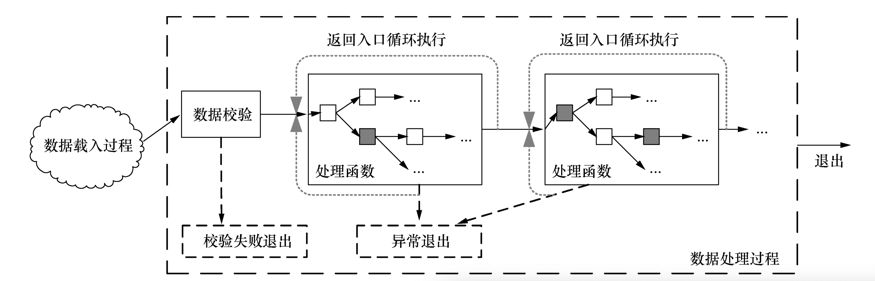 返回入口循环执行
返回入口循环执行
数据载入过程
数据校验
...
...
...
处理函数
...
...
...
处理函数
...
退出
校验失败退出
异常退出
数据处理过程